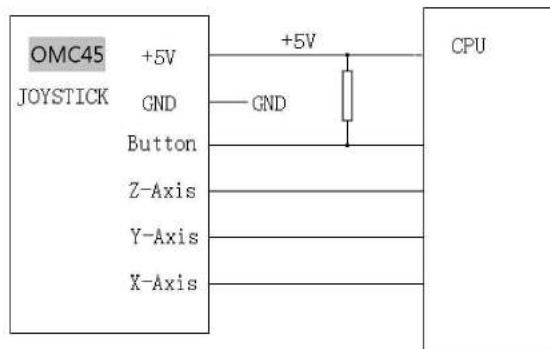 OMC45
JOYSTICK
+5V
GND
Button
Z-Axis
Y-Axis
X-Axis
+5V
GND
CPU